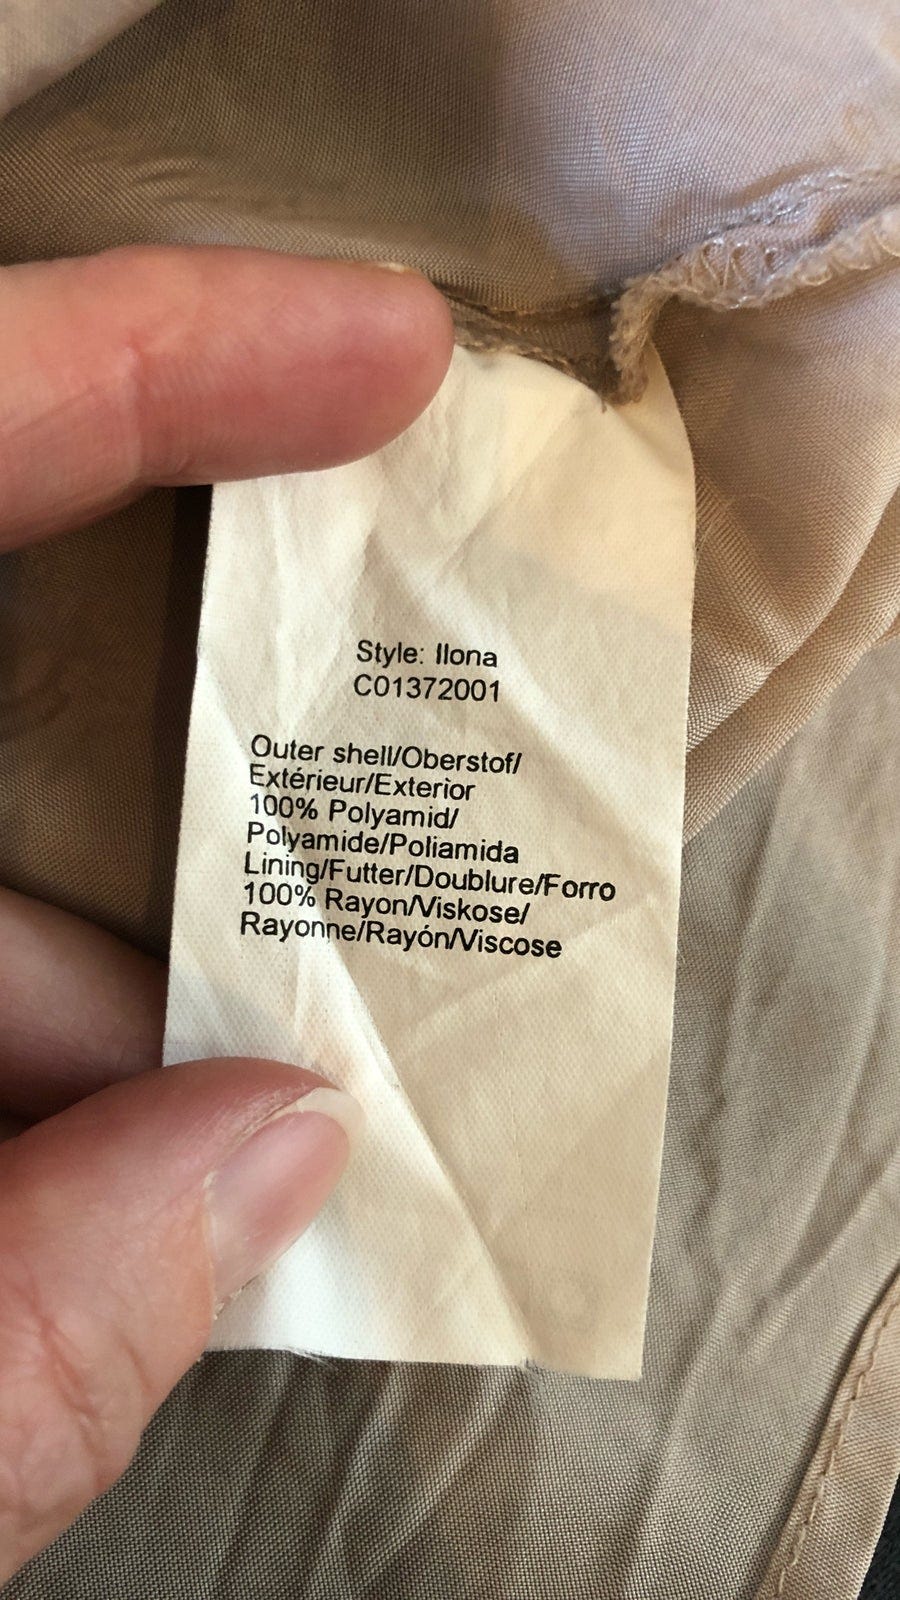 Style: Ilona
C01372001
Outer shell/Oberstof/
Extérieur/Exterior
100% Polyamid/
Polyamide/Poliamida
Lining/Futter/Doublure/Forro
100% Rayon/Viskose/
Rayonne/Rayón/Viscose